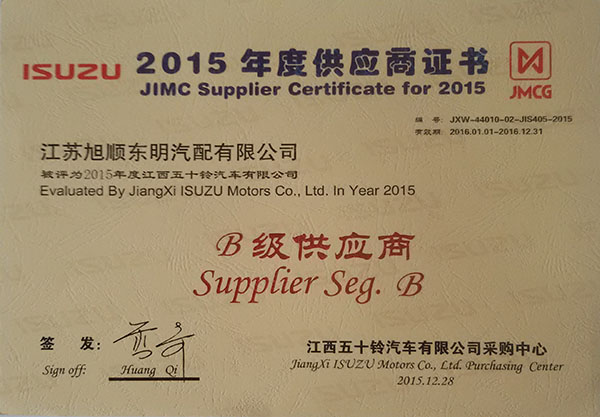 ISUZU
2015 年度供应商证书
JIMC Supplier Certificate for 2015
JMCG
编 号: JXW-44010-02-JIS405-2015
有效期: 2016.01.01-2016.12.31
江苏旭顺东明汽配有限公司
被评为2015年度江西五十铃汽车有限公司
Evaluated By JiangXi ISUZU Motors Co., Ltd. In Year 2015
B 级供应商
Supplier Seg. B
签 发:
Sign off: Huang Qi
江西五十铃汽车有限公司采购中心
JiangXi ISUZU Motors Co., Ltd. Purchasing Center
2015.12.28